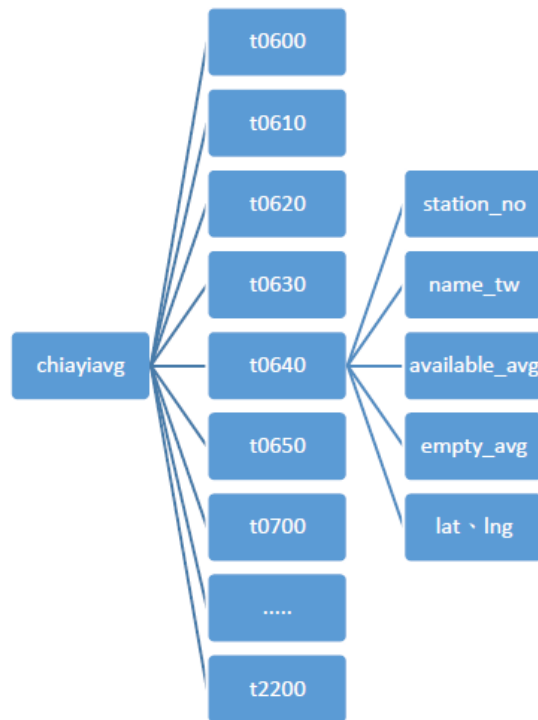 chiayiavg
t0600
t0610
t0620
t0630
t0640
t0650
t0700
.....
t2200
station_no
name_tw
available_avg
empty_avg
lat、lng